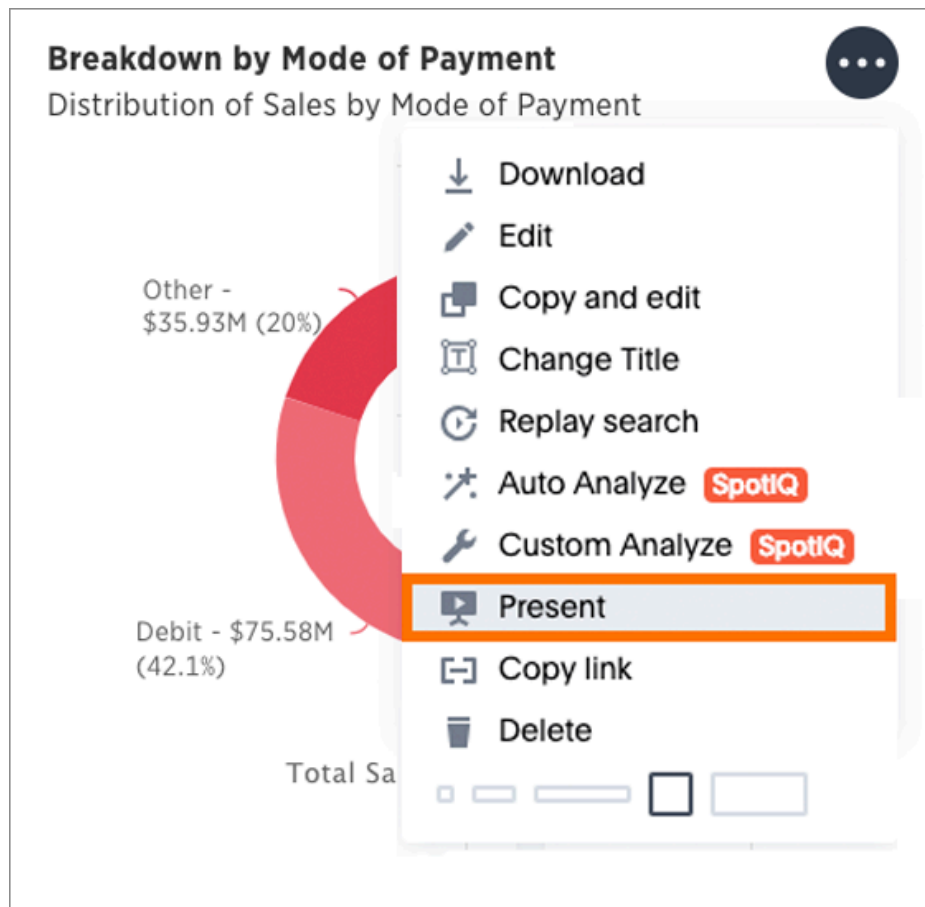 Breakdown by Mode of Payment
Distribution of Sales by Mode of Payment
Other -
$35.93M (20%)
Debit - $75.58M
(42.1%)
Total Sa
Download
Edit
Copy and edit
Change Title
Replay search
Auto Analyze SpotIQ
Custom Analyze SpotIQ
Present
Copy link
Delete